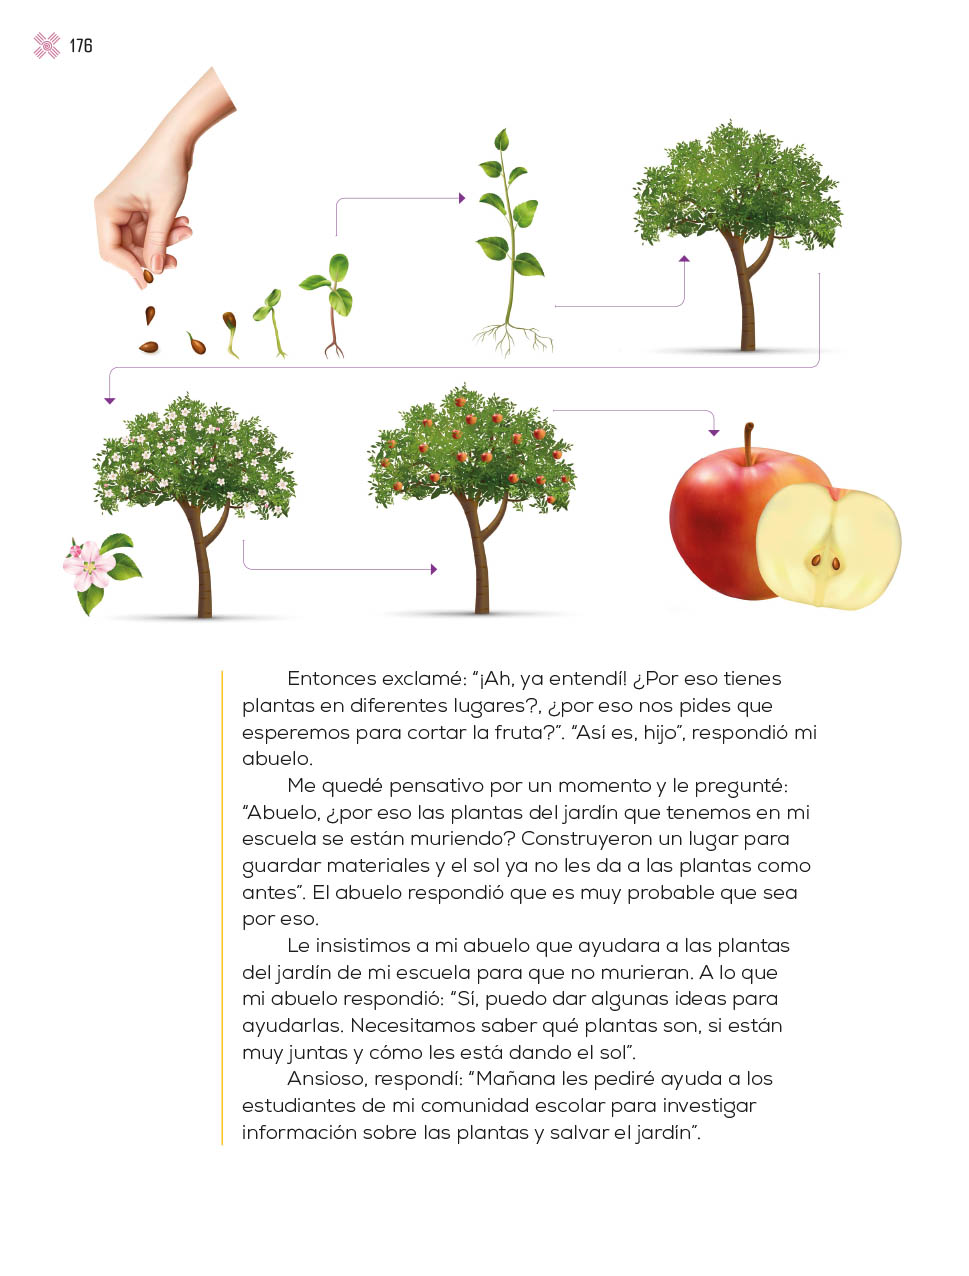 176
Entonces exclamé: “¡Ah, ya entendí! ¿Por eso tienes
plantas en diferentes lugares?, ¿por eso nos pides que
esperemos para cortar la fruta?”. “Así es, hijo”, respondió mi
abuelo.
Me quedé pensativo por un momento y le pregunté:
“Abuelo, ¿por eso las plantas del jardín que tenemos en mi
escuela se están muriendo? Construyeron un lugar para
guardar materiales y el sol ya no les da a las plantas como
antes”. El abuelo respondió que es muy probable que sea
por eso.
Le insistimos a mi abuelo que ayudara a las plantas
del jardín de mi escuela para que no murieran. A lo que
mi abuelo respondió: “Sí, puedo dar algunas ideas para
ayudarlas. Necesitamos saber qué plantas son, si están
muy juntas y cómo les está dando el sol”.
Ansioso, respondí: “Mañana les pediré ayuda a los
estudiantes de mi comunidad escolar para investigar
información sobre las plantas y salvar el jardín”.